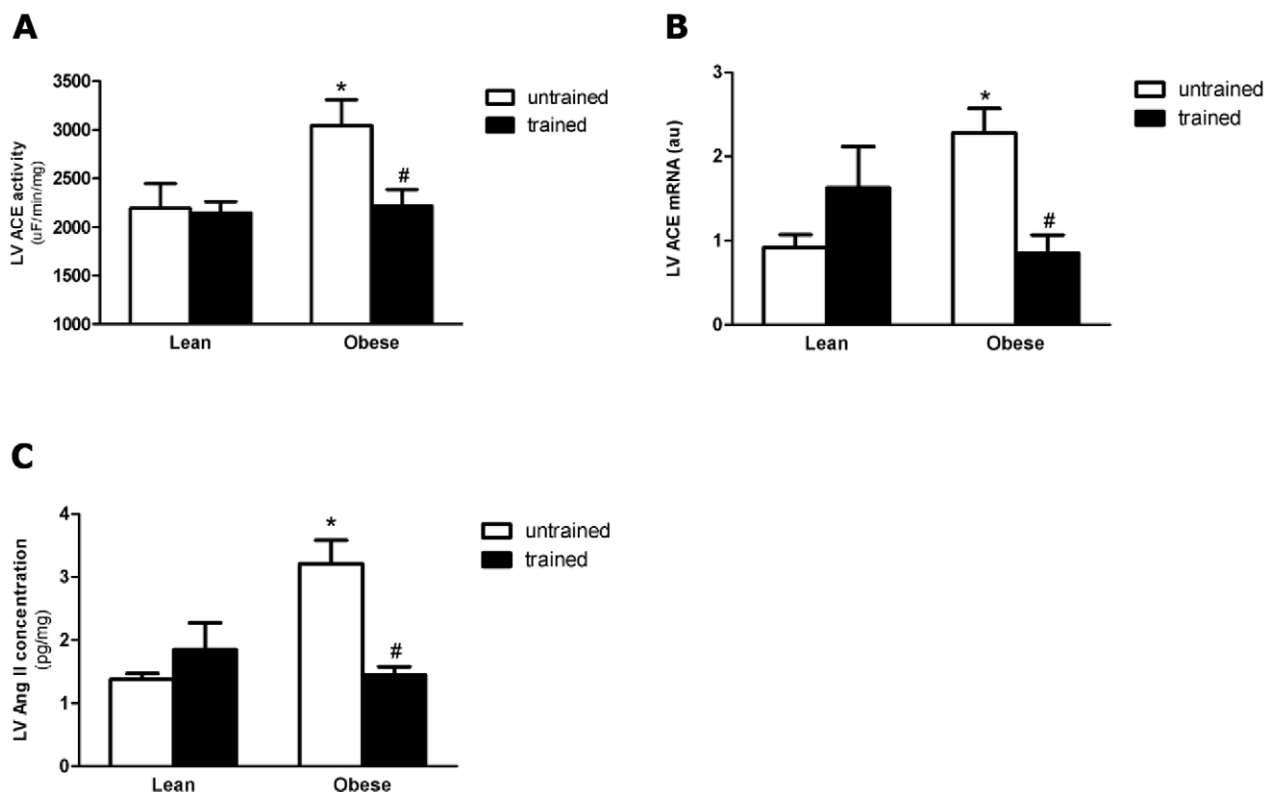 A
LV ACE activity
(uF/min/mg)
3500
3000
2500
2000
1500
1000
*
#
Lean
Obese
untrained
trained
B
LV ACE mRNA (au)
3
2
1
0
*
#
Lean
Obese
untrained
trained
C
LV Ang II concentration
(pg/mg)
4
3
2
1
0
*
#
Lean
Obese
untrained
trained